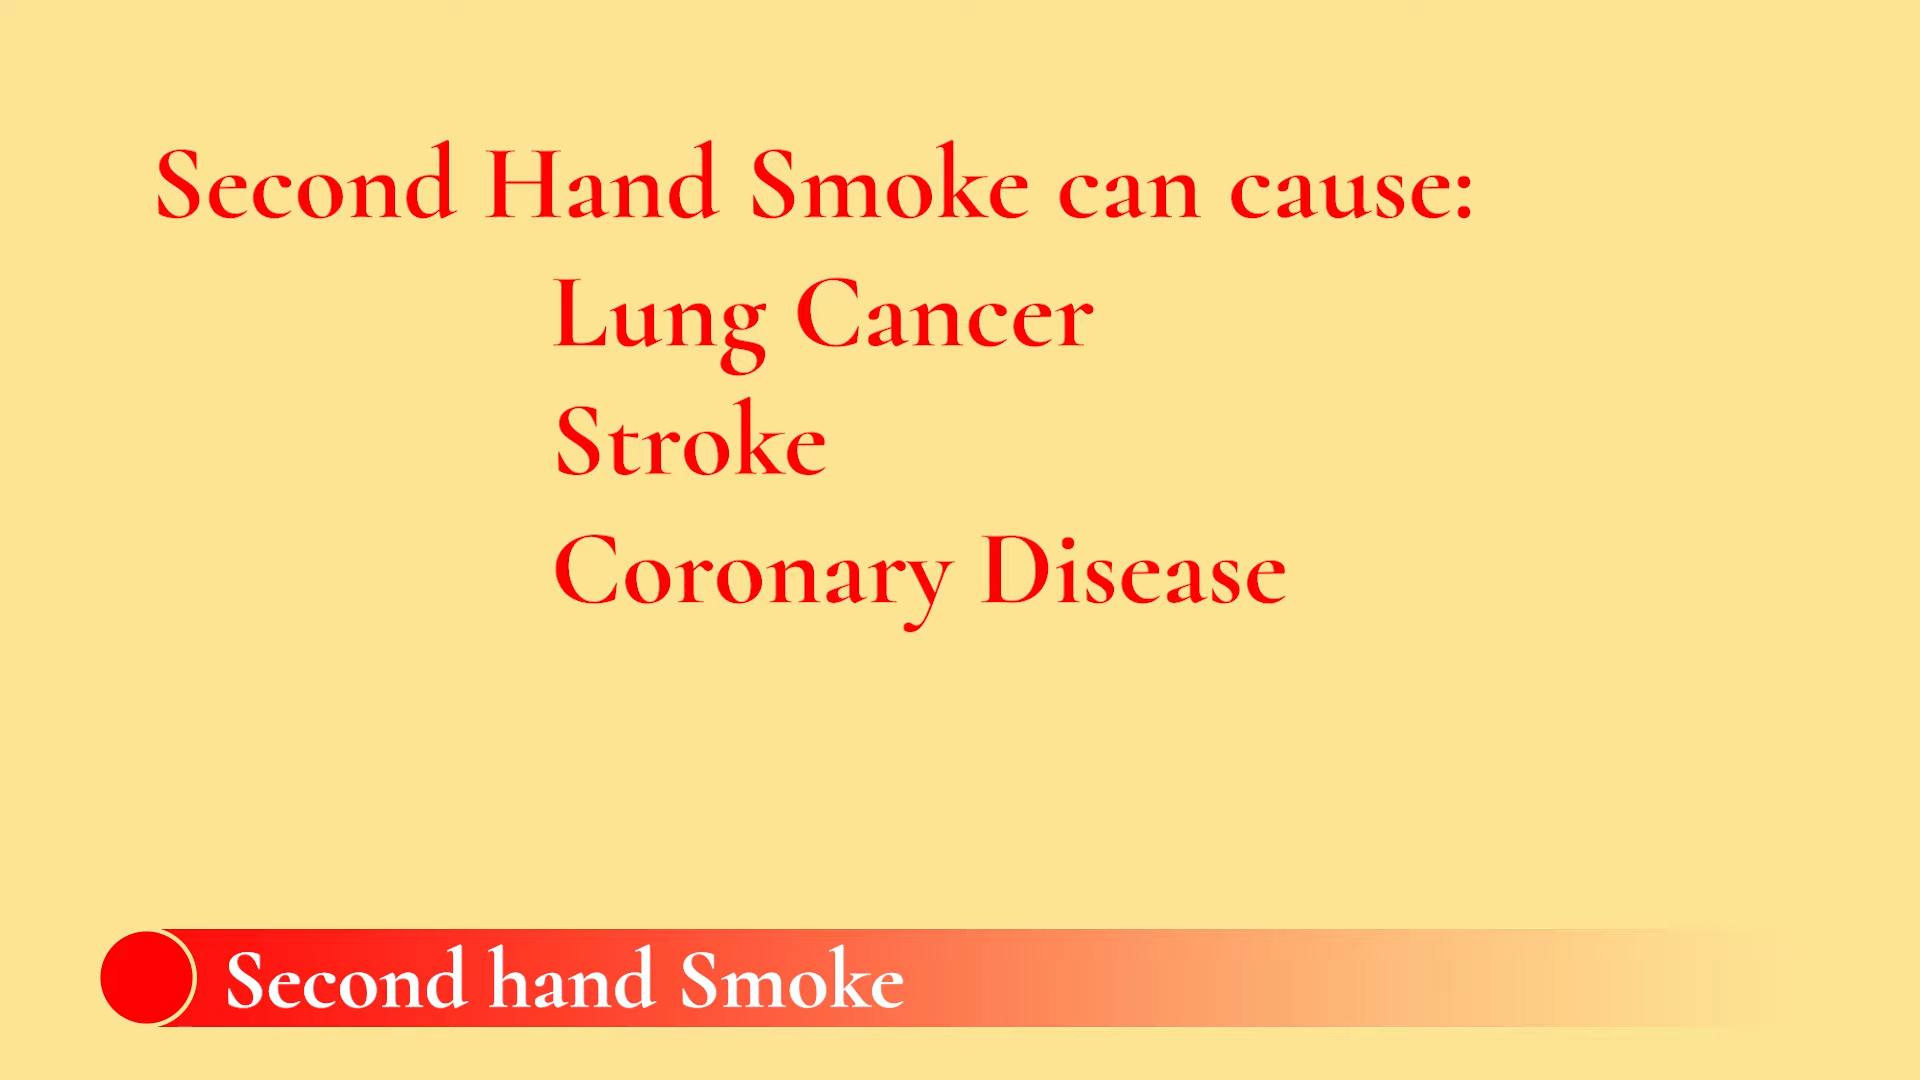 Second Hand Smoke can cause:
Lung Cancer
Stroke
Coronary Disease
Second hand Smoke